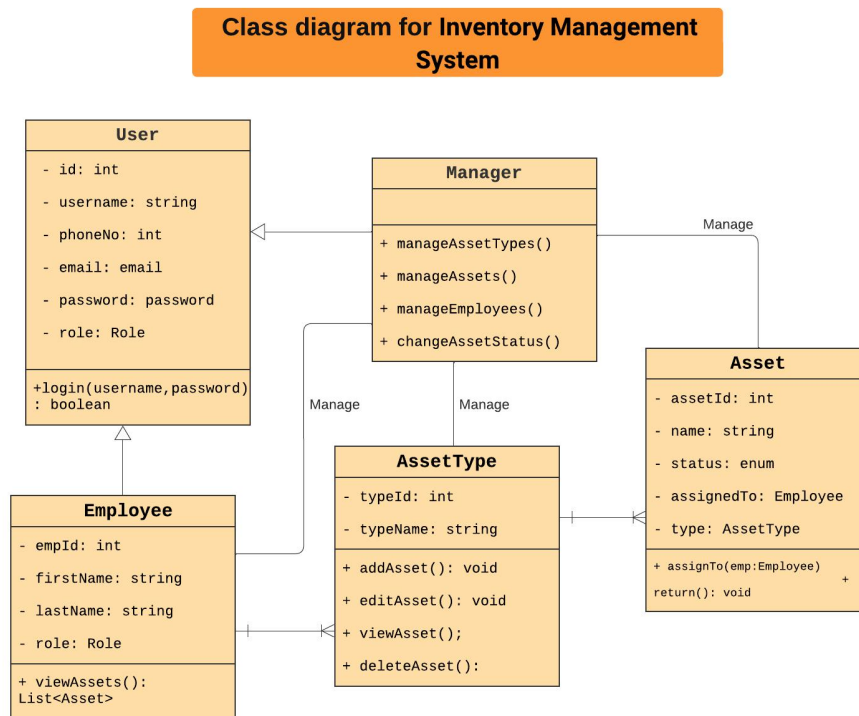 Class diagram for Inventory Management
System
User
- id: int
- username: string
- phoneNo: int
- email: email
- password: password
- role: Role
+login(username,password)
: boolean
Manager
+ manageAssetTypes()
+ manageAssets()
+ manageEmployees()
+ changeAssetStatus()
Manage
Manage
Manage
Asset
- assetId: int
- name: string
- status: enum
- assignedTo: Employee
- type: AssetType
+ assignTo(emp:Employee)
+
return(): void
AssetType
- typeId: int
- typeName: string
+ addAsset(): void
+ editAsset(): void
+ viewAsset();
+ deleteAsset():
Employee
- empId: int
- firstName: string
- lastName: string
- role: Role
+ viewAssets():
List<Asset>